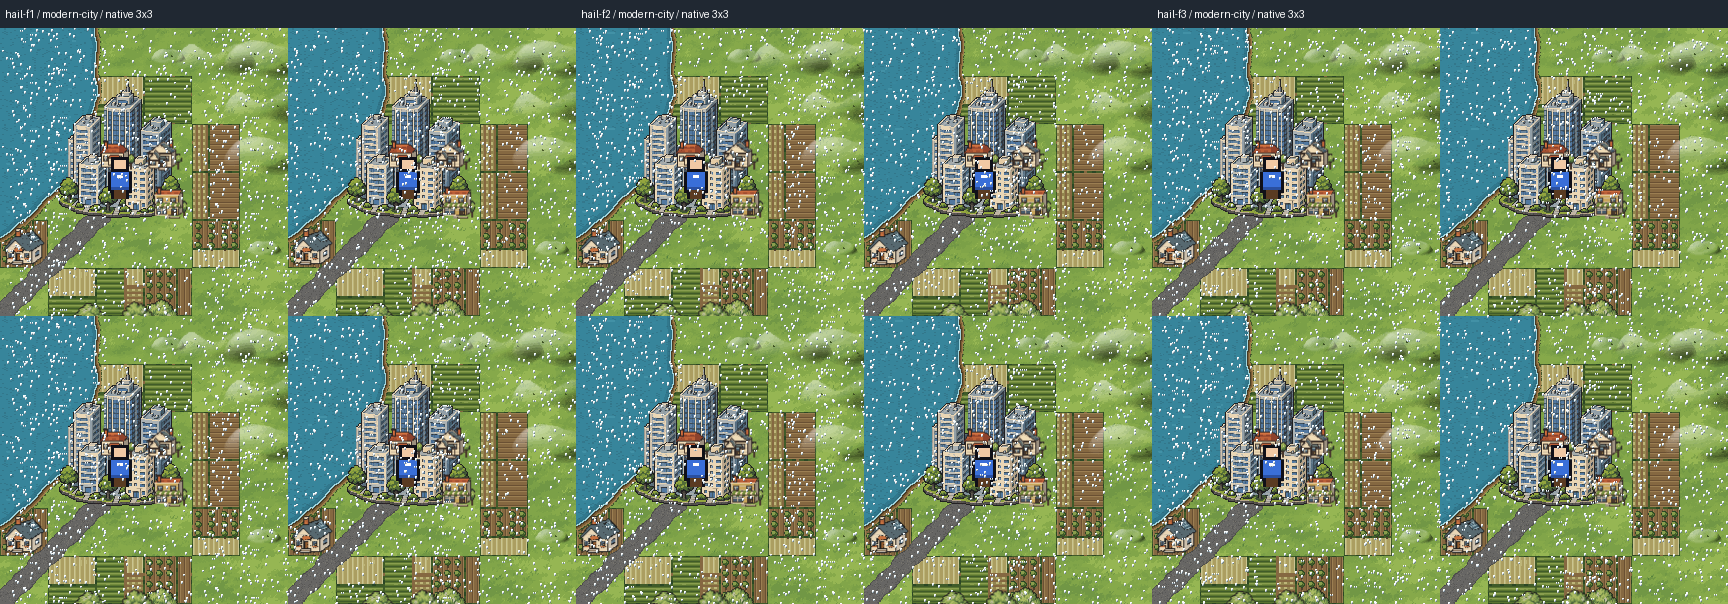 hail-f1 / modern-city / native 3x3
hail-f2 / modern-city / native 3x3
hail-f3 / modern-city / native 3x3